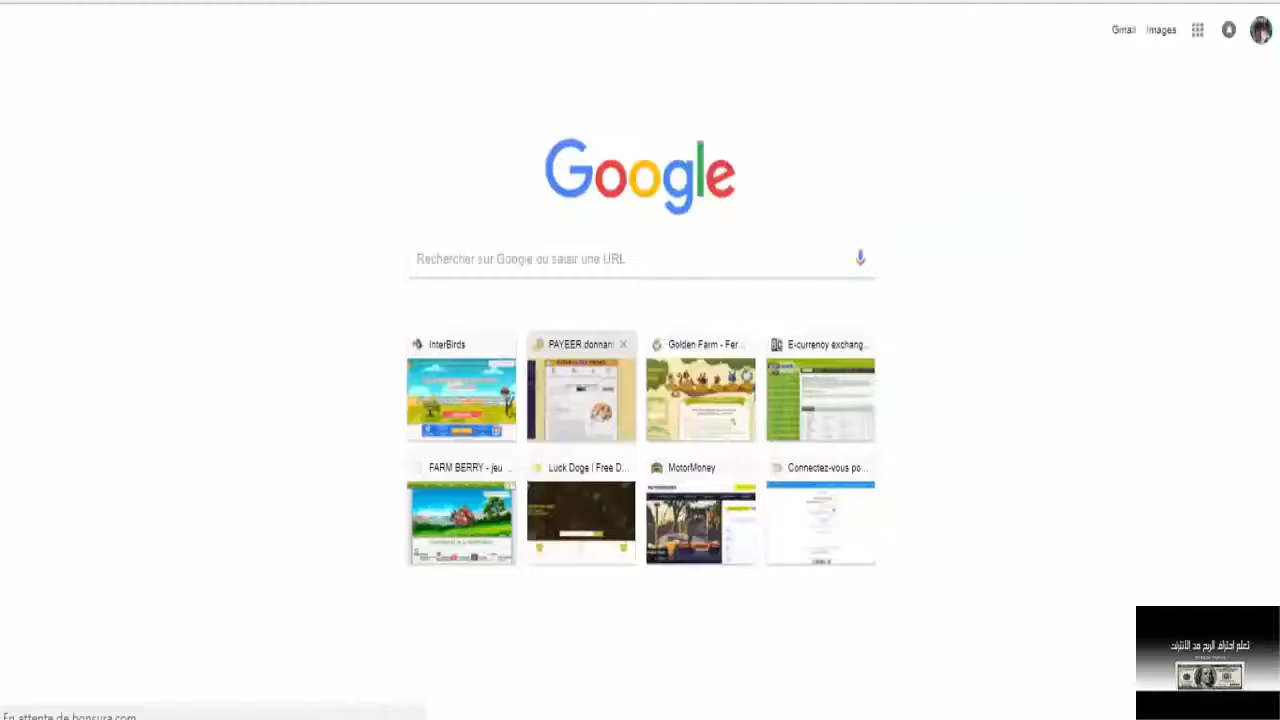 Gmail Images
Google
Rechercher sur Google ou saisir une URL
InterBirds
PAYEER donnant
Golden Farm - Fer...
E-currency exchang...
FARM BERRY - jeu ...
Luck Doge | Free D...
MotorMoney
Connectez-vous po...
تعلم احتراف الربح مد الانترنت
En attente de bonsura.com